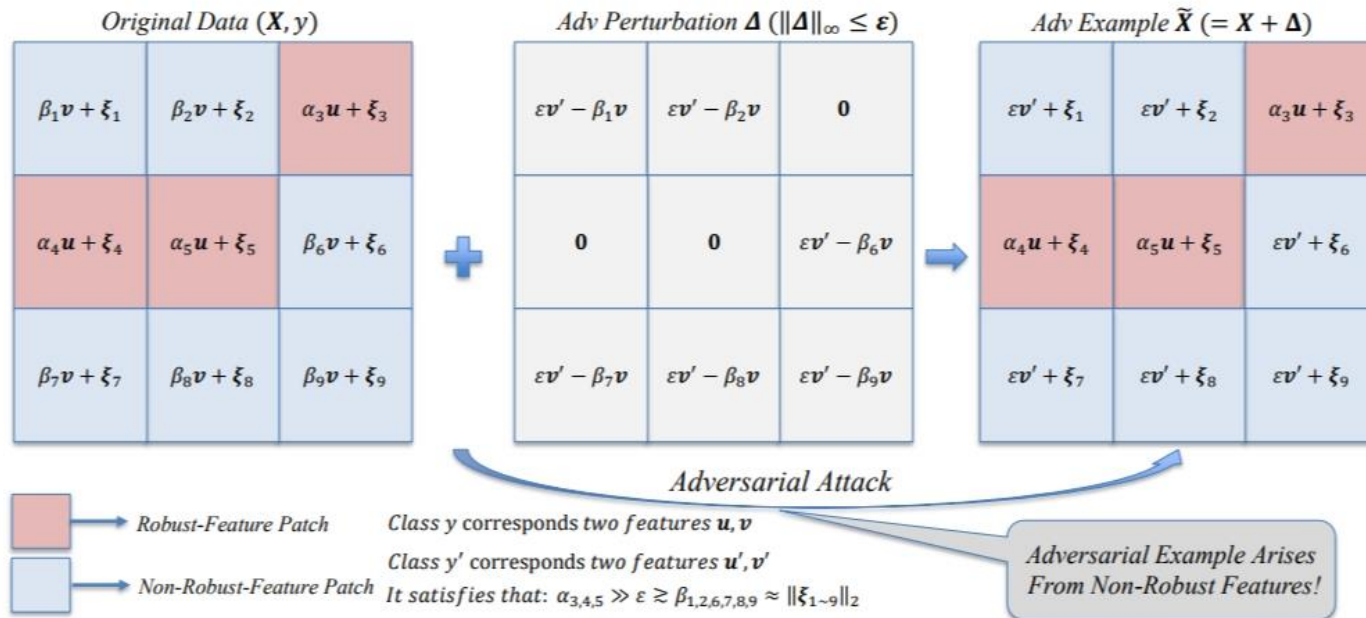 Original Data (X, y)
Adv Perturbation Δ (‖Δ‖∞ ≤ ε)
Adv Example X̃ (= X + Δ)
β₁v + ξ₁ β₂v + ξ₂ α₃u + ξ₃
εv′ − β₁v εv′ − β₂v 0
εv′ + ξ₁ εv′ + ξ₂ α₃u + ξ₃
α₄u + ξ₄ α₅u + ξ₅ β₆v + ξ₆
0 0 εv′ − β₆v
α₄u + ξ₄ α₅u + ξ₅ εv′ + ξ₆
β₇v + ξ₇ β₈v + ξ₈ β₉v + ξ₉
εv′ − β₇v εv′ − β₈v εv′ − β₉v
εv′ + ξ₇ εv′ + ξ₈ εv′ + ξ₉
Adversarial Attack
Robust-Feature Patch
Non-Robust-Feature Patch
Class y corresponds two features u, v
Class y′ corresponds two features u′, v′
It satisfies that: α₃,₄,₅ ≫ ε ≳ β₁,₂,₆,₇,₈,₉ ≈ ‖ξ₁~₉‖₂
Adversarial Example Arises
From Non-Robust Features!